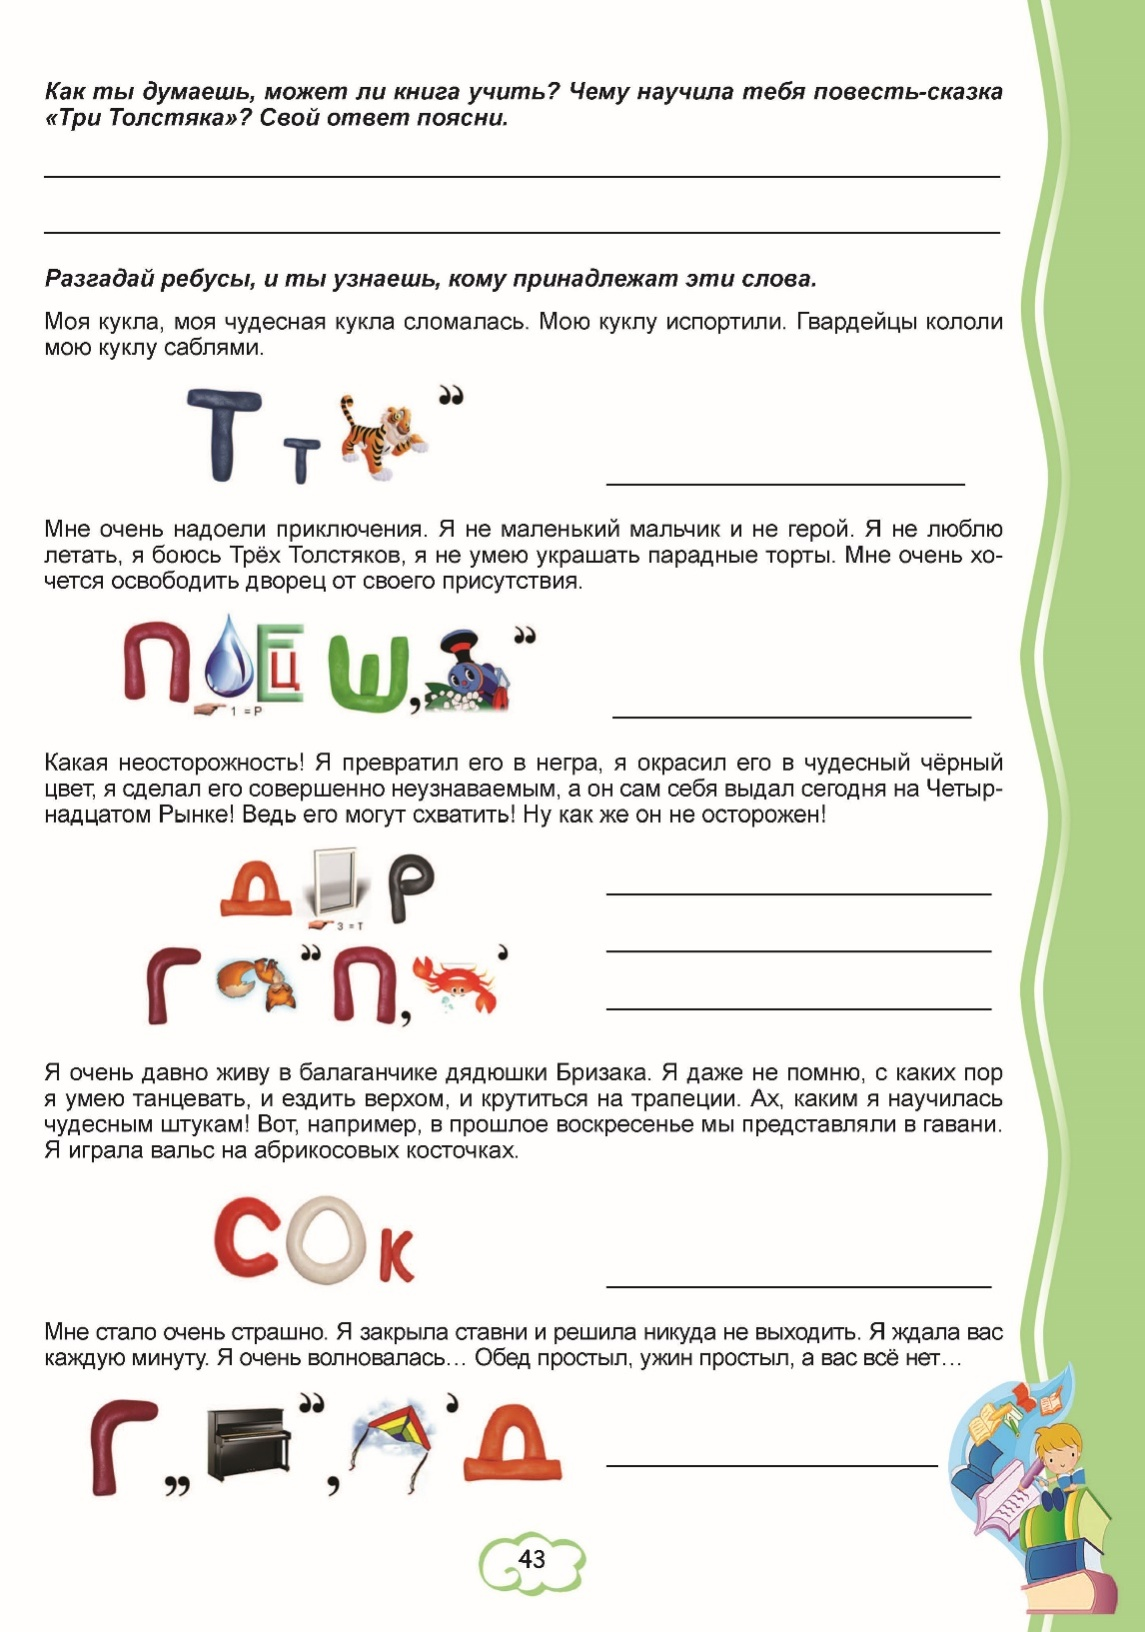 Как ты думаешь, может ли книга учить? Чему научила тебя повесть-сказка
«Три Толстяка»? Свой ответ поясни.
Разгадай ребусы, и ты узнаешь, кому принадлежат эти слова.
Моя кукла, моя чудесная кукла сломалась. Мою куклу испортили. Гвардейцы кололи
мою куклу саблями.
Т т ”
Мне очень надоели приключения. Я не маленький мальчик и не герой. Я не люблю
летать, я боюсь Трёх Толстяков, я не умею украшать парадные торты. Мне очень хо-
чется освободить дворец от своего присутствия.
П Е Ц Ш , ”
1 = Р
Какая неосторожность! Я превратил его в негра, я окрасил его в чудесный чёрный
цвет, я сделал его совершенно неузнаваемым, а он сам себя выдал сегодня на Четыр-
надцатом Рынке! Ведь его могут схватить! Ну как же он не осторожен!
Д Р
3 = Т
Г ” П , ’
Я очень давно живу в балаганчике дядюшки Бризака. Я даже не помню, с каких пор
я умею танцевать, и ездить верхом, и крутиться на трапеции. Ах, каким я научилась
чудесным штукам! Вот, например, в прошлое воскресенье мы представляли в гавани.
Я играла вальс на абрикосовых косточках.
С О к
Мне стало очень страшно. Я закрыла ставни и решила никуда не выходить. Я ждала вас
каждую минуту. Я очень волновалась… Обед простыл, ужин простыл, а вас всё нет…
Г „ ” , ’ Д
43